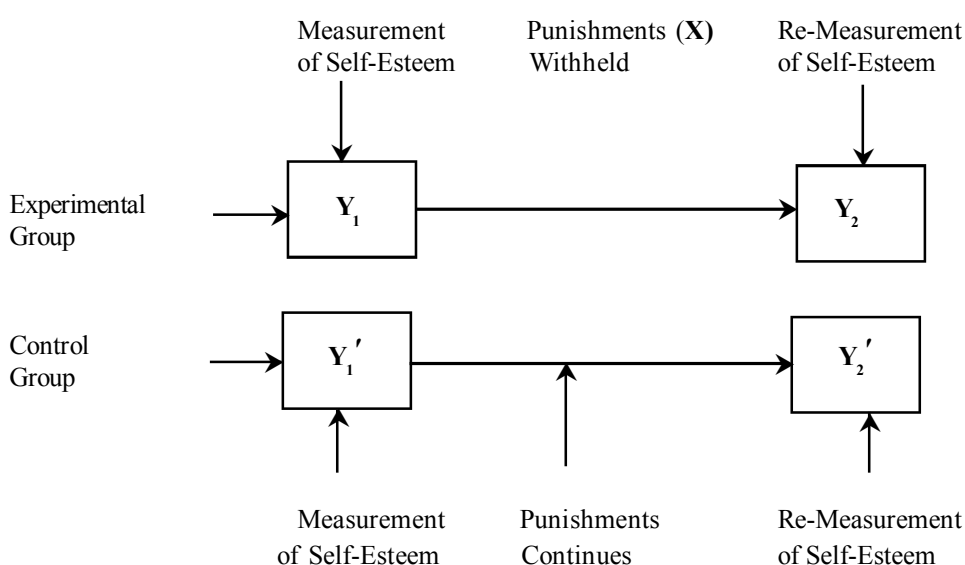 Measurement
of Self-Esteem
Punishments (X)
Withheld
Re-Measurement
of Self-Esteem
Experimental
Group
Y₁
Y₂
Control
Group
Y₁′
Y₂′
Measurement
of Self-Esteem
Punishments
Continues
Re-Measurement
of Self-Esteem